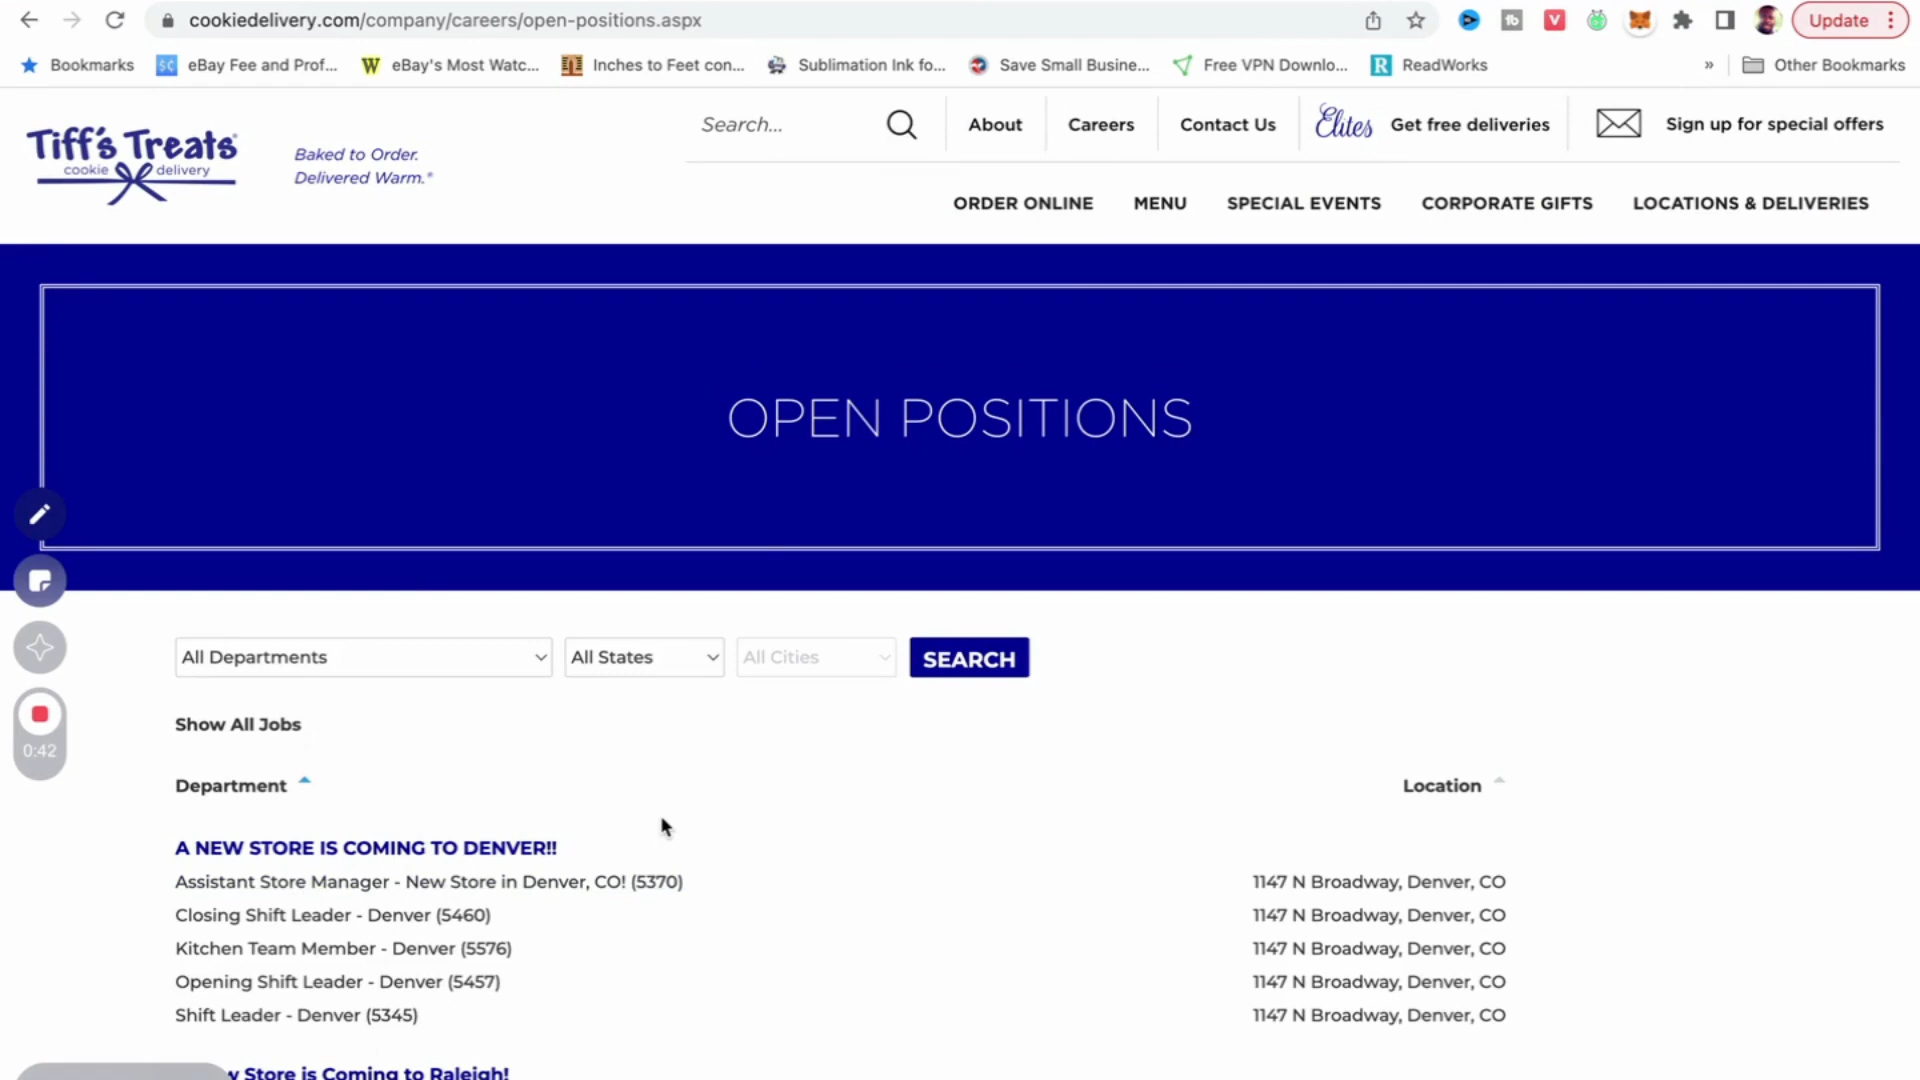 cookiedelivery.com/company/careers/open-positions.aspx
Update
Bookmarks
eBay Fee and Prof...
eBay's Most Watc...
Inches to Feet con...
Sublimation Ink fo...
Save Small Busine...
Free VPN Downlo...
ReadWorks
» Other Bookmarks
Tiff's Treats®
cookie delivery
Baked to Order.
Delivered Warm.®
Search...
About
Careers
Contact Us
Elites Get free deliveries
Sign up for special offers
ORDER ONLINE
MENU
SPECIAL EVENTS
CORPORATE GIFTS
LOCATIONS & DELIVERIES
OPEN POSITIONS
All Departments
All States
All Cities
SEARCH
0:42
Show All Jobs
Department
Location
A NEW STORE IS COMING TO DENVER!!
Assistant Store Manager - New Store in Denver, CO! (5370) 1147 N Broadway, Denver, CO
Closing Shift Leader - Denver (5460) 1147 N Broadway, Denver, CO
Kitchen Team Member - Denver (5576) 1147 N Broadway, Denver, CO
Opening Shift Leader - Denver (5457) 1147 N Broadway, Denver, CO
Shift Leader - Denver (5345) 1147 N Broadway, Denver, CO
Store is Coming to Raleigh!